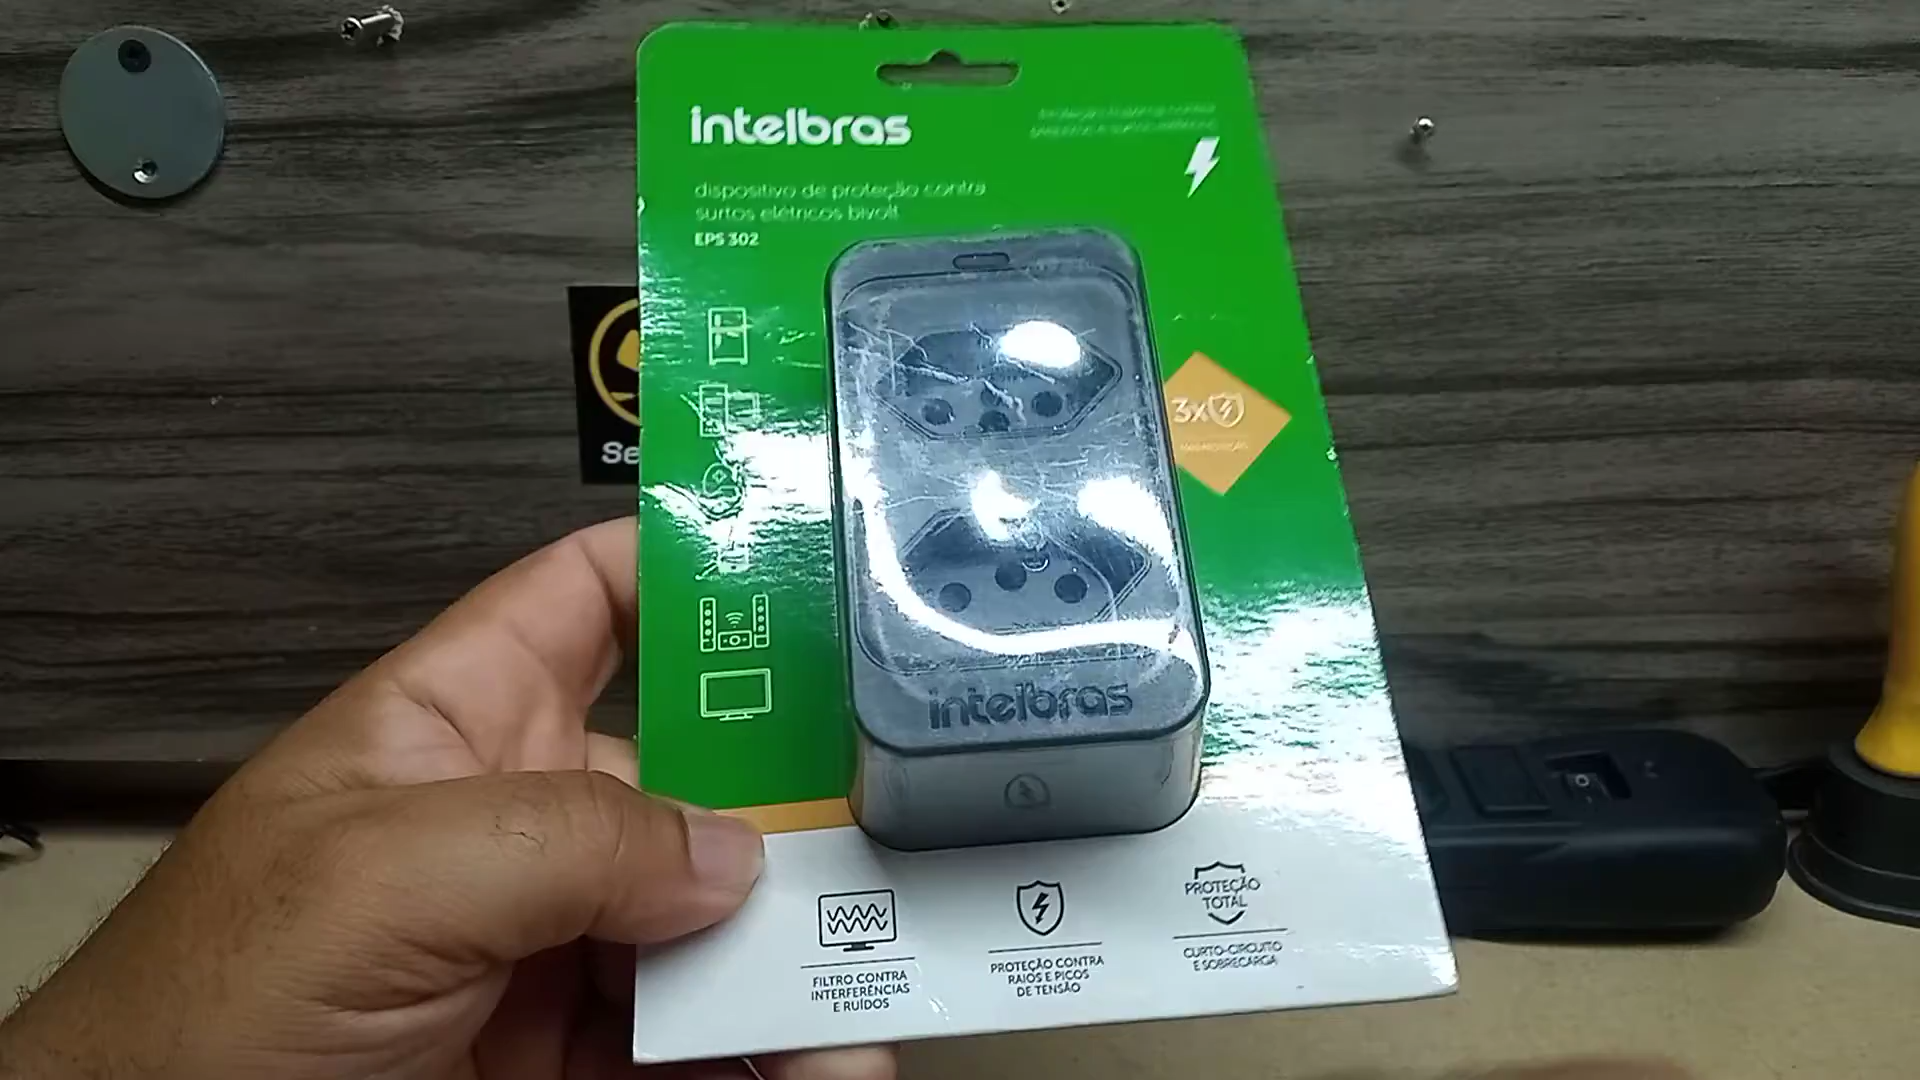 intelbras
dispositivo de proteção contra
surtos elétricos bivolt
EPS 302
Se
3x
intelbras
FILTRO CONTRA
INTERFERÊNCIAS
E RUÍDOS
PROTEÇÃO CONTRA
RAIOS E PICOS
DE TENSÃO
PROTEÇÃO
TOTAL
CURTO-CIRCUITO
E SOBRECARGA